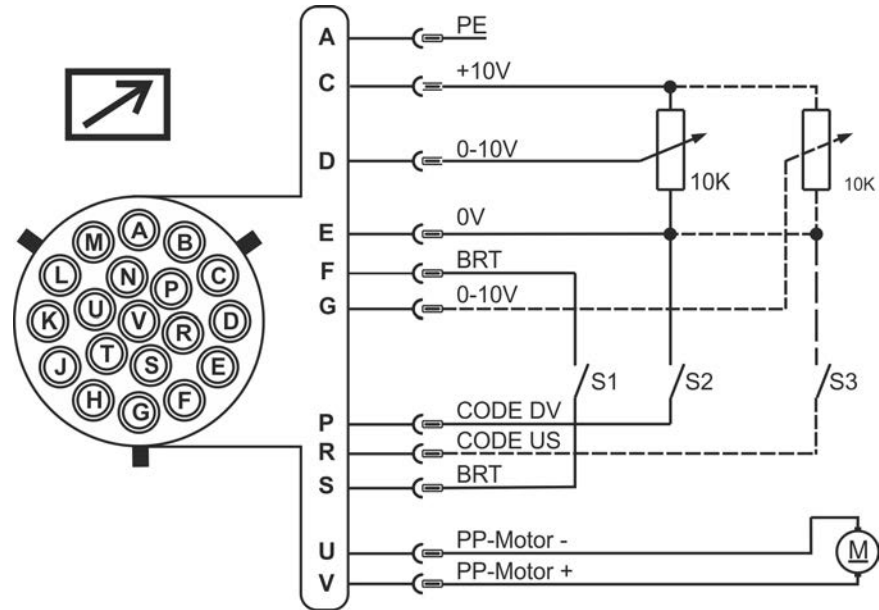 A PE
C +10V
D 0-10V
10K
10K
E 0V
F BRT
G 0-10V
S1
S2
S3
P CODE DV
R CODE US
S BRT
U PP-Motor -
V PP-Motor +
M
A
M
B
L
N
P
C
K
U
V
R
D
J
T
S
E
H
G
F